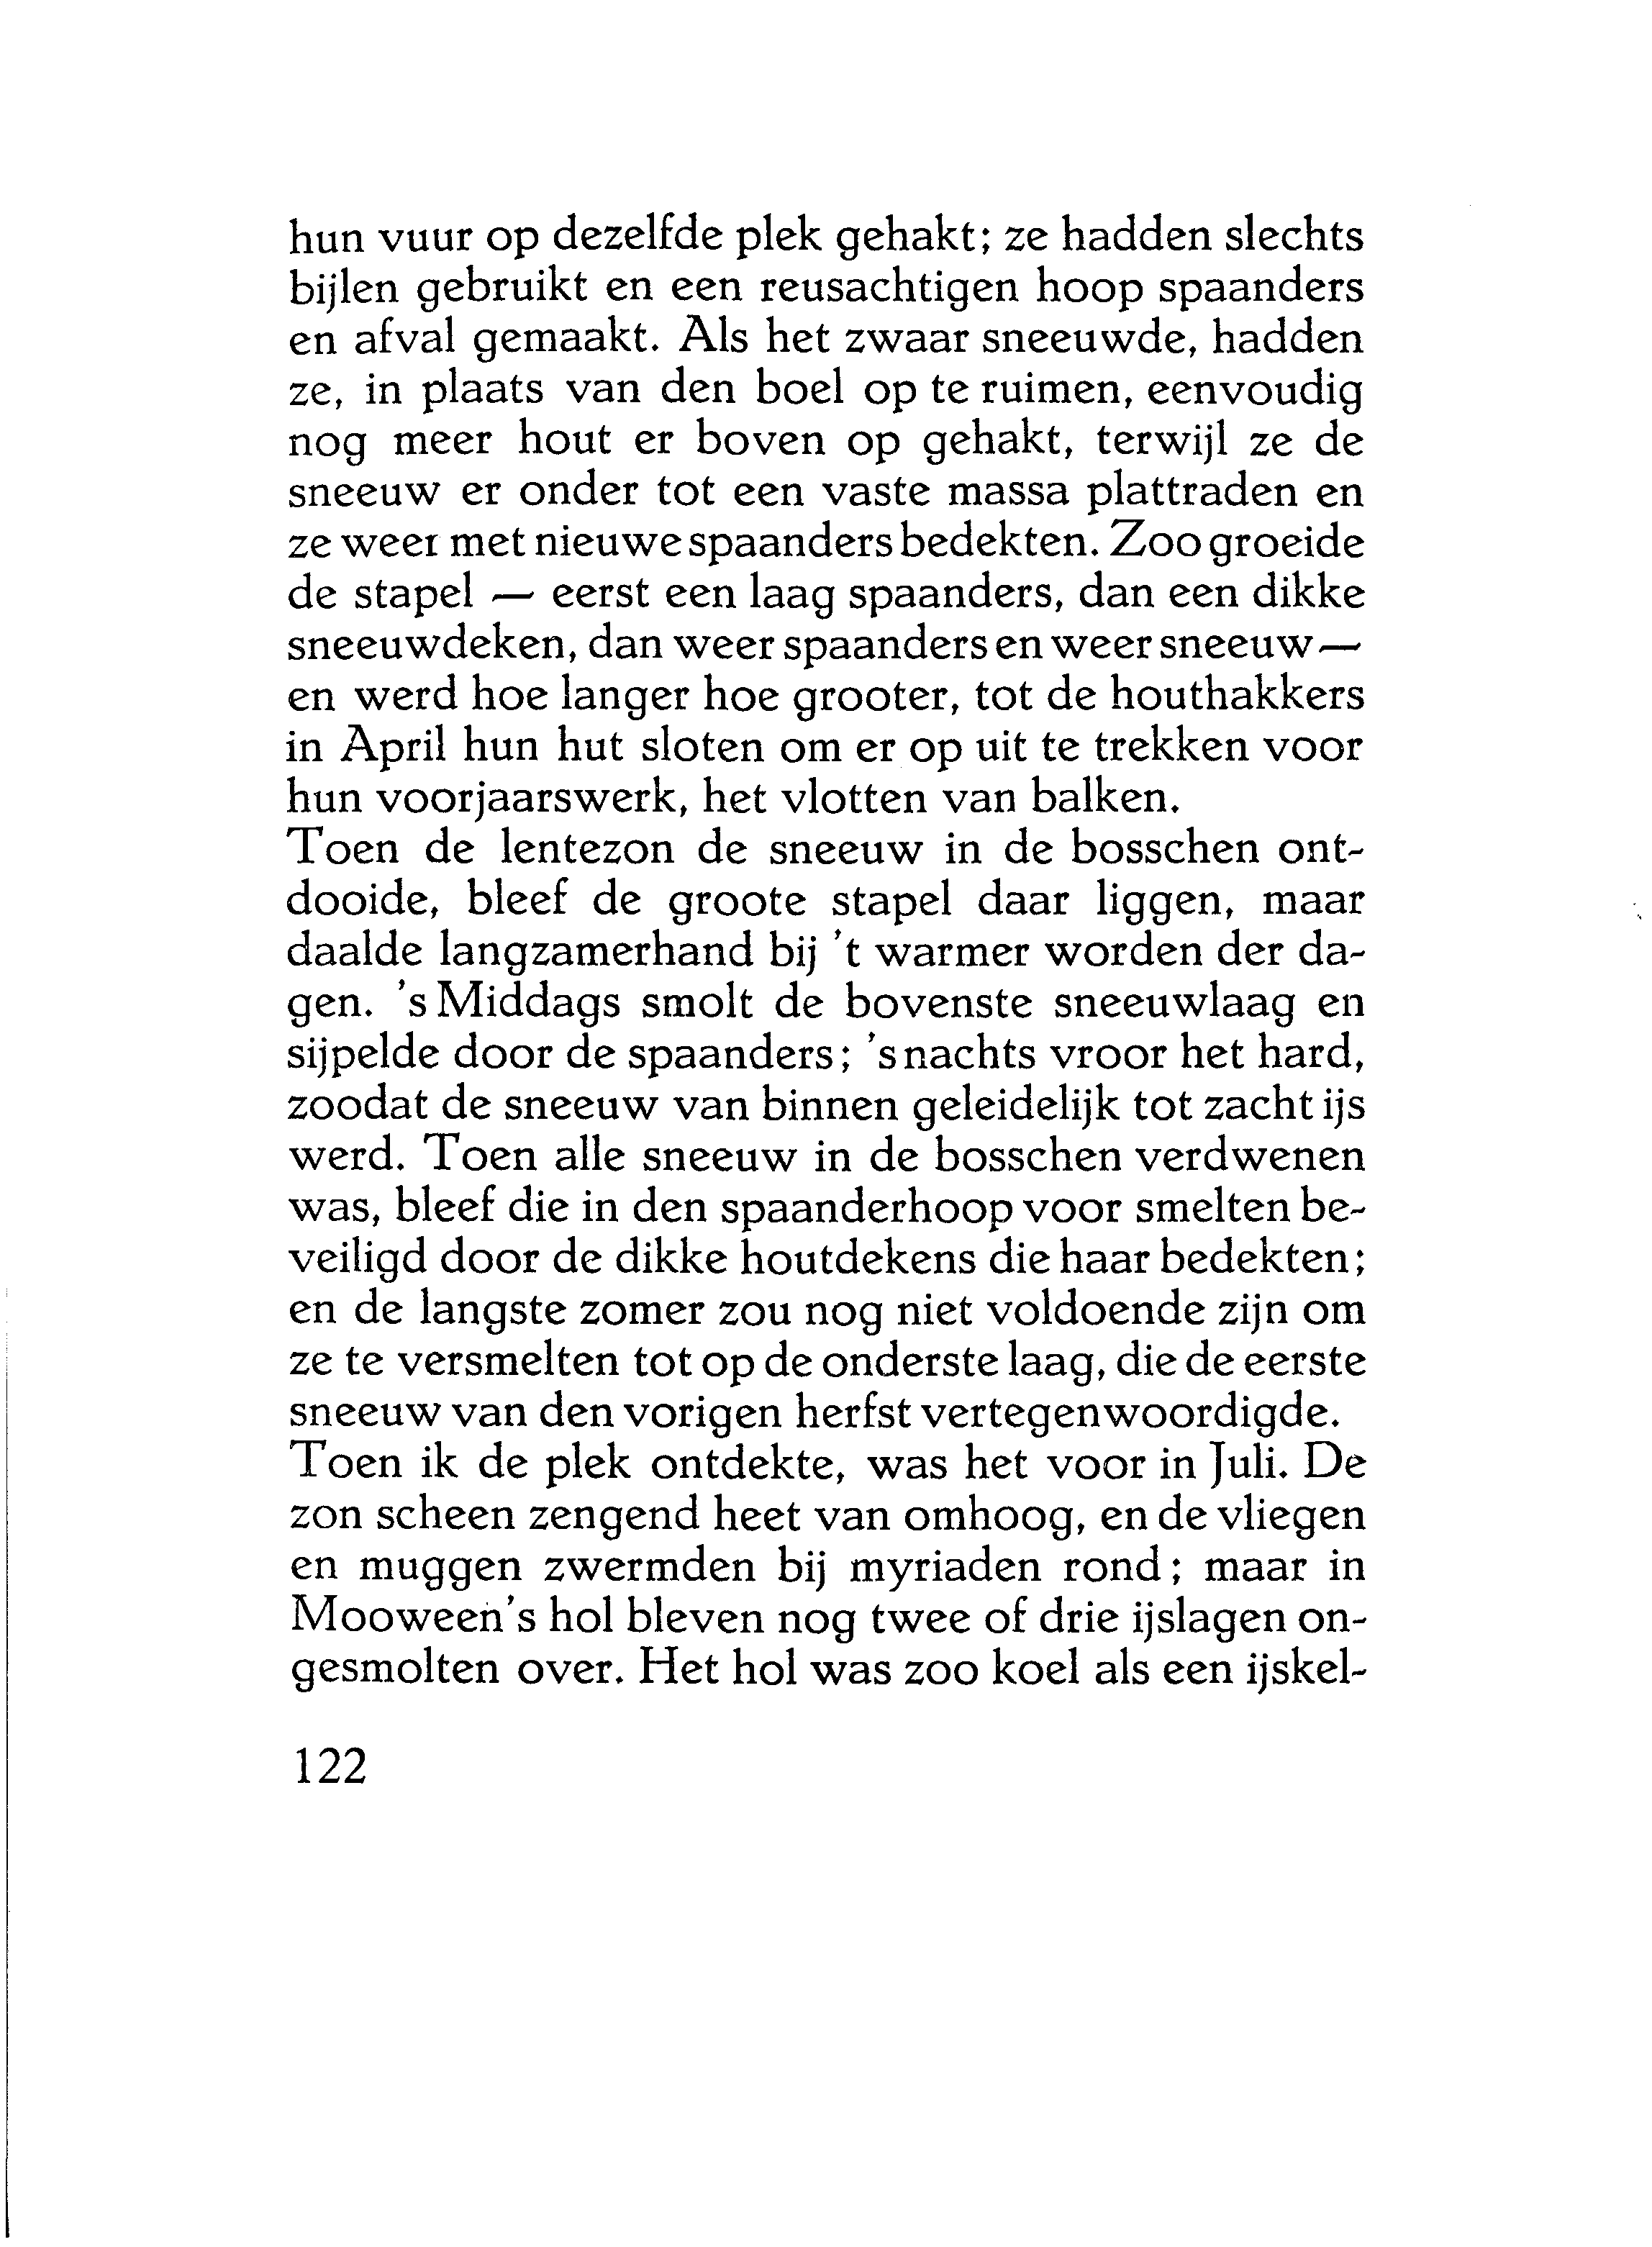 hun vuur op dezelfde plek gehakt; ze hadden slechts
bijlen gebruikt en een reusachtigen hoop spaanders
en afval gemaakt. Als het zwaar sneeuwde, hadden
ze, in plaats van den boel op te ruimen, eenvoudig
nog meer hout er boven op gehakt, terwijl ze de
sneeuw er onder tot een vaste massa plattraden en
ze weer met nieuwe spaanders bedekten. Zoo groeide
de stapel — eerst een laag spaanders, dan een dikke
sneeuwdeken, dan weer spaanders en weer sneeuw —
en werd hoe langer hoe grooter, tot de houthakkers
in April hun hut sloten om er op uit te trekken voor
hun voorjaarswerk, het vlotten van balken.
Toen de lentezon de sneeuw in de bosschen ont-
dooide, bleef de groote stapel daar liggen, maar
daalde langzamerhand bij 't warmer worden der da-
gen. 's Middags smolt de bovenste sneeuwlaag en
sijpelde door de spaanders; 's nachts vroor het hard,
zoodat de sneeuw van binnen geleidelijk tot zacht ijs
werd. Toen alle sneeuw in de bosschen verdwenen
was, bleef die in den spaanderhoop voor smelten be-
veiligd door de dikke houtdekens die haar bedekten;
en de langste zomer zou nog niet voldoende zijn om
ze te versmelten tot op de onderste laag, die de eerste
sneeuw van den vorigen herfst vertegenwoordigde.
Toen ik de plek ontdekte, was het voor in Juli. De
zon scheen zengend heet van omhoog, en de vliegen
en muggen zwermden bij myriaden rond; maar in
Mooween's hol bleven nog twee of drie ijslagen on-
gesmolten over. Het hol was zoo koel als een ijskel-
122